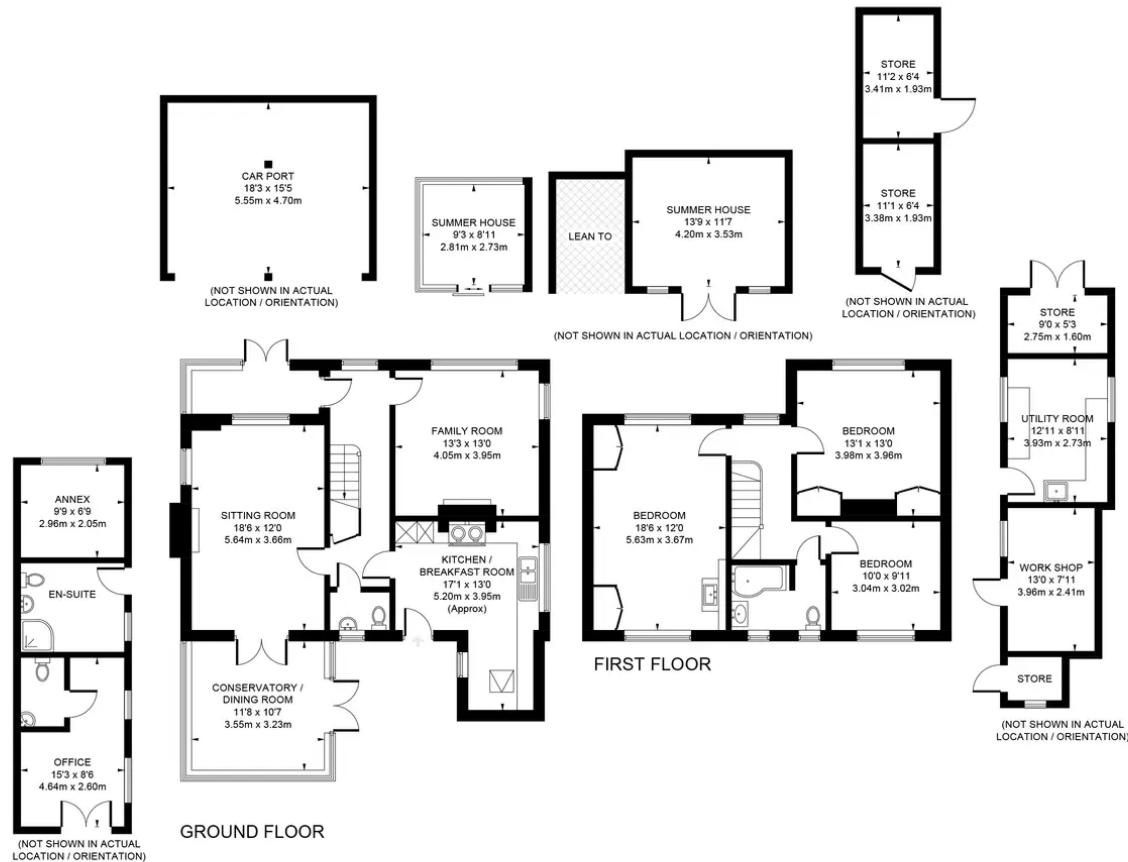 STORE
11'2 x 6'4
3.41m x 1.93m
STORE
11'1 x 6'4
3.38m x 1.93m
(NOT SHOWN IN ACTUAL
LOCATION / ORIENTATION)
CAR PORT
18'3 x 15'5
5.55m x 4.70m
(NOT SHOWN IN ACTUAL
LOCATION / ORIENTATION)
SUMMER HOUSE
9'3 x 8'11
2.81m x 2.73m
LEAN TO
SUMMER HOUSE
13'9 x 11'7
4.20m x 3.53m
(NOT SHOWN IN ACTUAL LOCATION / ORIENTATION)
STORE
9'0 x 5'3
2.75m x 1.60m
UTILITY ROOM
12'11 x 8'11
3.93m x 2.73m
WORK SHOP
13'0 x 7'11
3.96m x 2.41m
STORE
(NOT SHOWN IN ACTUAL
LOCATION / ORIENTATION)
ANNEX
9'9 x 6'9
2.96m x 2.05m
EN-SUITE
OFFICE
15'3 x 8'6
4.64m x 2.60m
(NOT SHOWN IN ACTUAL
LOCATION / ORIENTATION)
FAMILY ROOM
13'3 x 13'0
4.05m x 3.95m
SITTING ROOM
18'6 x 12'0
5.64m x 3.66m
KITCHEN /
BREAKFAST ROOM
17'1 x 13'0
5.20m x 3.95m
(Approx)
CONSERVATORY /
DINING ROOM
11'8 x 10'7
3.55m x 3.23m
GROUND FLOOR
BEDROOM
13'1 x 13'0
3.98m x 3.96m
BEDROOM
18'6 x 12'0
5.63m x 3.67m
BEDROOM
10'0 x 9'11
3.04m x 3.02m
FIRST FLOOR